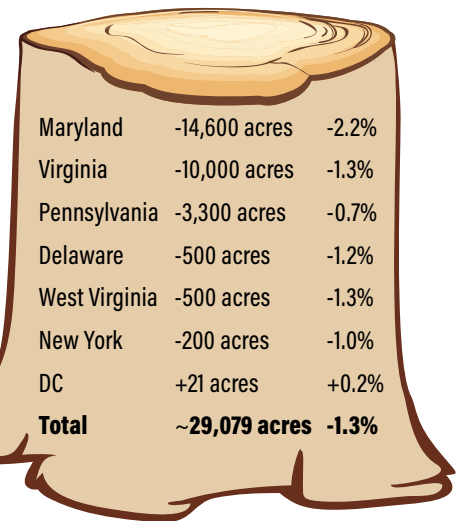 Maryland -14,600 acres -2.2%
Virginia -10,000 acres -1.3%
Pennsylvania -3,300 acres -0.7%
Delaware -500 acres -1.2%
West Virginia -500 acres -1.3%
New York -200 acres -1.0%
DC +21 acres +0.2%
Total ~29,079 acres -1.3%